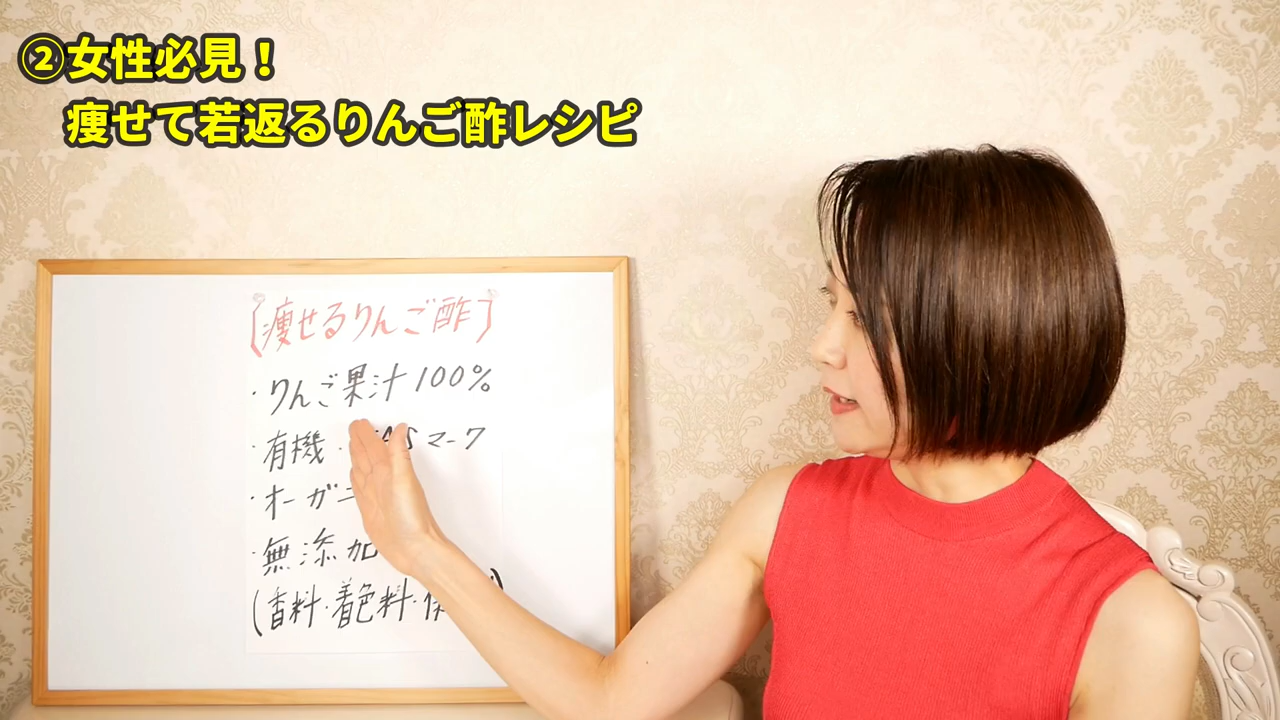 ②女性必見！
痩せて若返るりんご酢レシピ
[痩せるりんご酢]
・りんご果汁100%
・有機・ マーク
・オーガニ
・無添加
(香料・着色料・保